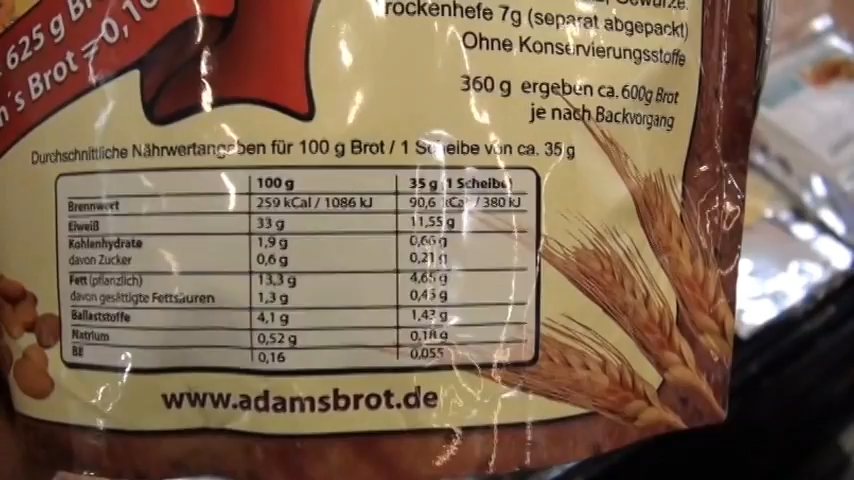 625 g
's Brot = 0,16
rockenhefe 7g (separat abgepackt)
Ohne Konservierungsstoffe
360 g ergeben ca. 600g Brot
je nach Backvorgang
Durchschnittliche Nährwertangaben für 100 g Brot / 1 Scheibe von ca. 35 g
100 g 35 g (1 Scheibe)
Brennwert 259 kCal / 1086 kJ 90,6 kCal / 380 kJ
Eiweiß 33 g 11,55 g
Kohlenhydrate 1,9 g 0,66 g
davon Zucker 0,6 g 0,21 g
Fett (pflanzlich) 13,3 g 4,65 g
davon gesättigte Fettsäuren 1,3 g 0,45 g
Ballaststoffe 4,1 g 1,43 g
Natrium 0,52 g 0,18 g
BE 0,16 0,055
www.adamsbrot.de